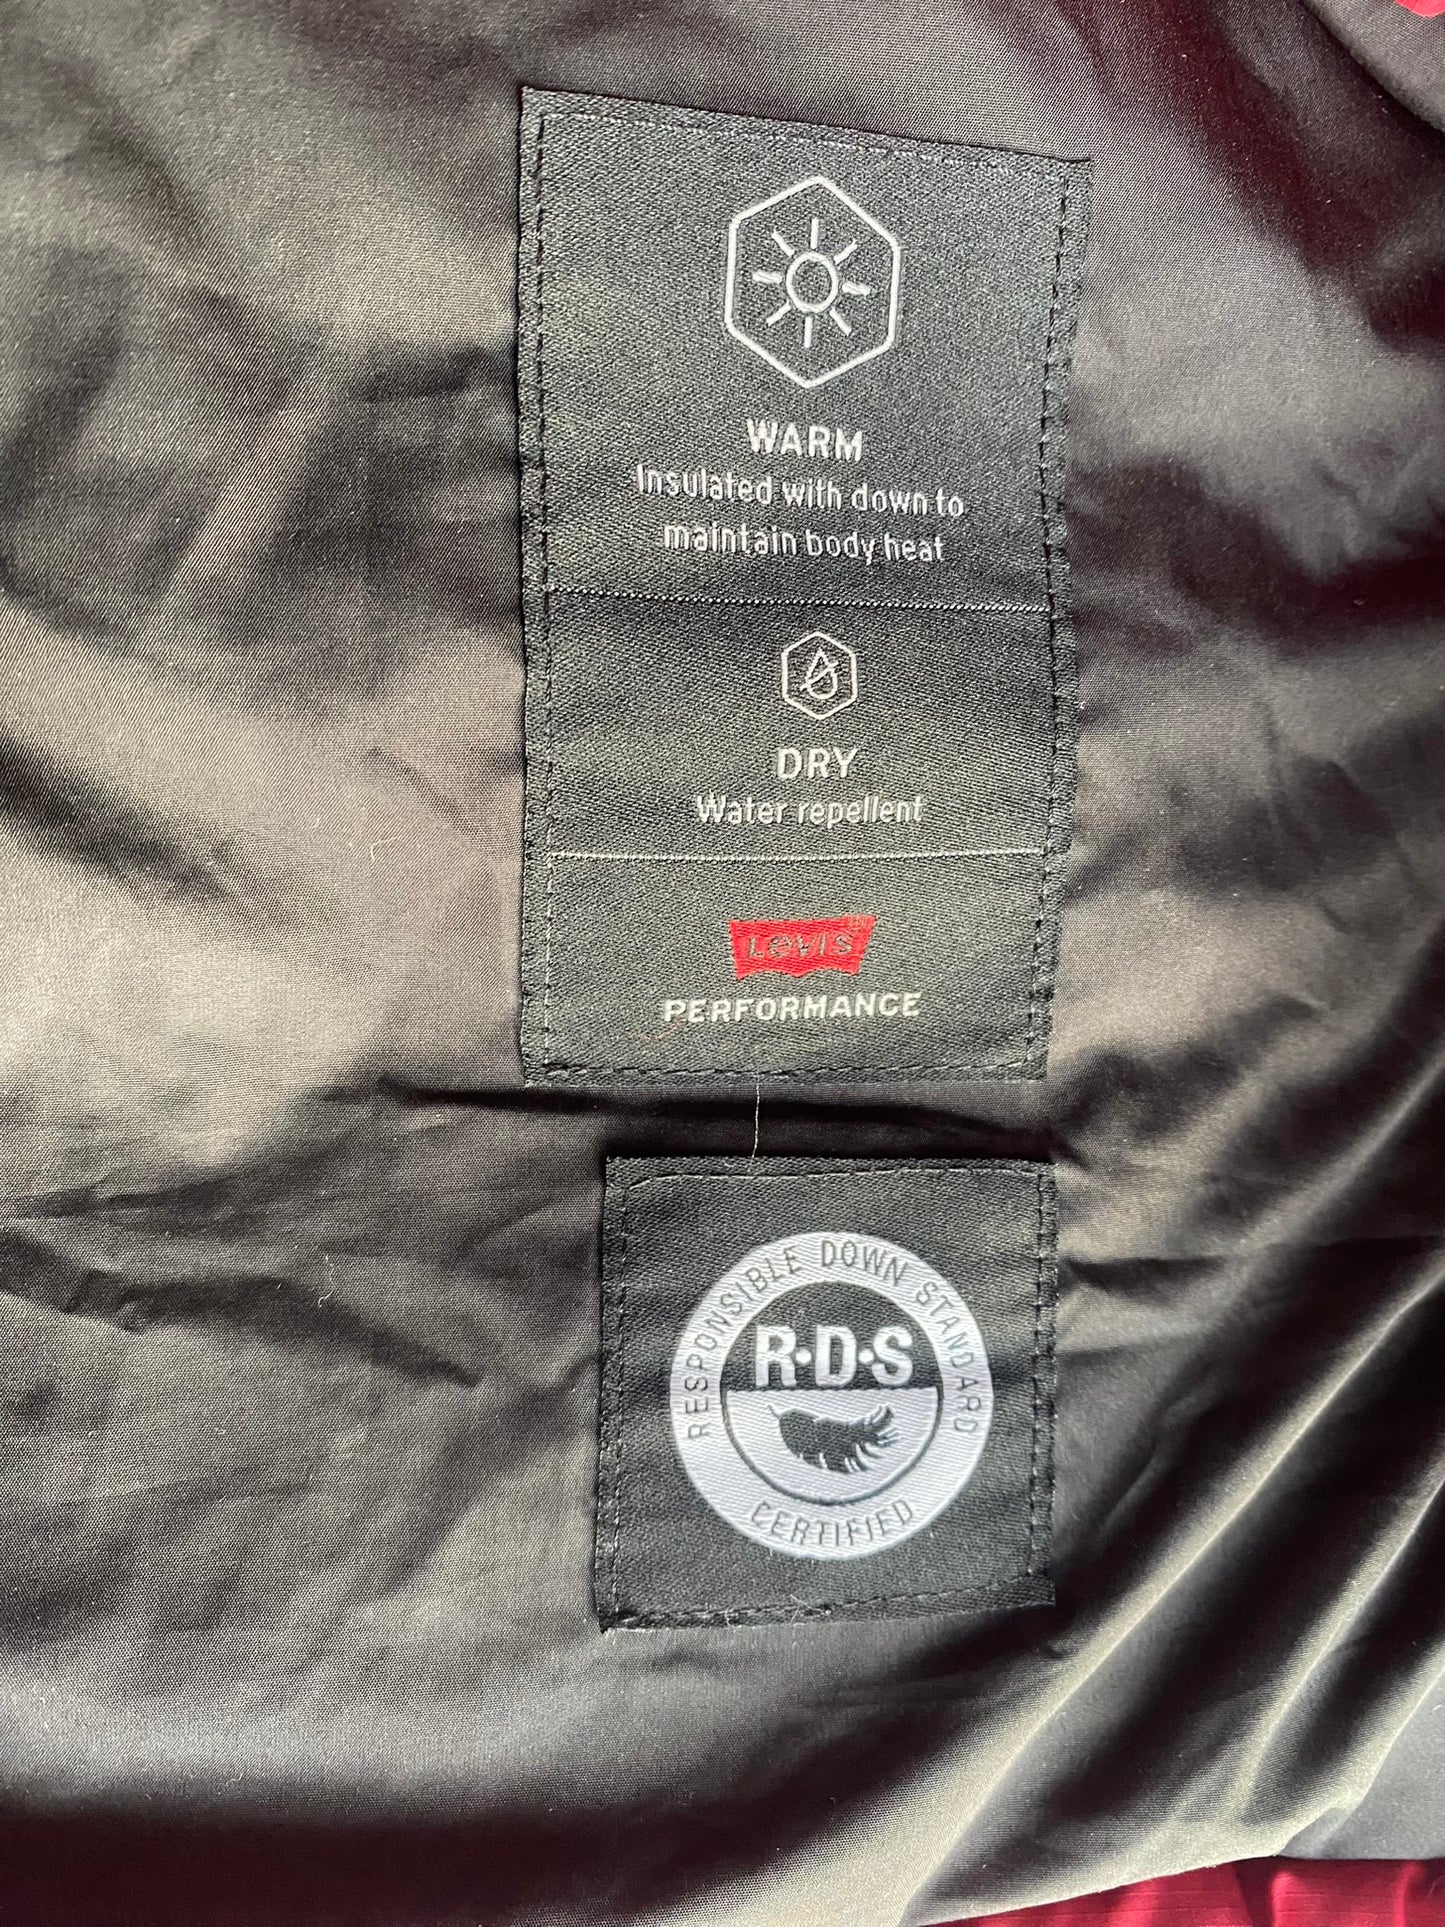 WARM
Insulated with down to
maintain body heat
DRY
Water repellent
Levi's
PERFORMANCE
RESPONSIBLE DOWN STANDARD
R·D·S
CERTIFIED